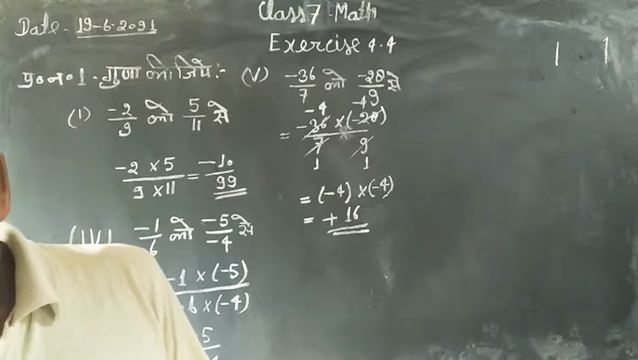 Date. 19-6-2021
Class 7 Math
Exercise 4.4
प्र०न०1. गुणा कीजिये:-
(i) -2/9 को 5/11 से
-2 × 5 / 9 × 11 = -10/99
(IV) -1/6 को -5/-4 से
-1 × (-5) / 6 × (-4)
5
(V) -36/7 को -28/9 से
-4 -4
= -36 × (-28) / 7 9
1 1
= (-4) × (-4)
= + 16